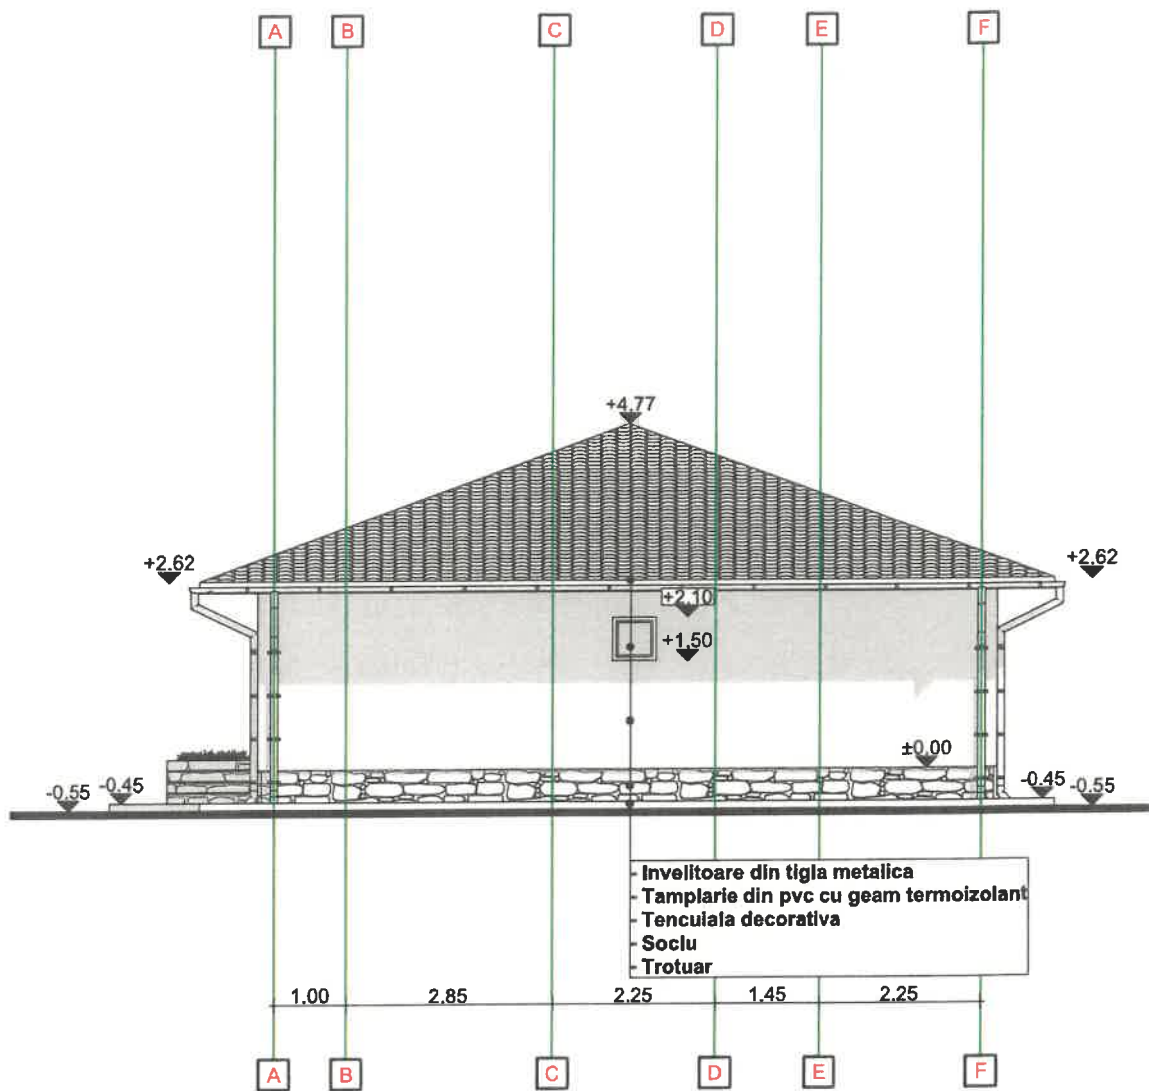 A B C D E F
+4.77
+2.62 +2.62
+2.10
+1.50
±0.00
-0.55 -0.45 -0.45 -0.55
- Invelitoare din tigla metalica
- Tamplarie din pvc cu geam termoizolant
- Tencuiala decorativa
- Soclu
- Trotuar
1.00 2.85 2.25 1.45 2.25
A B C D E F